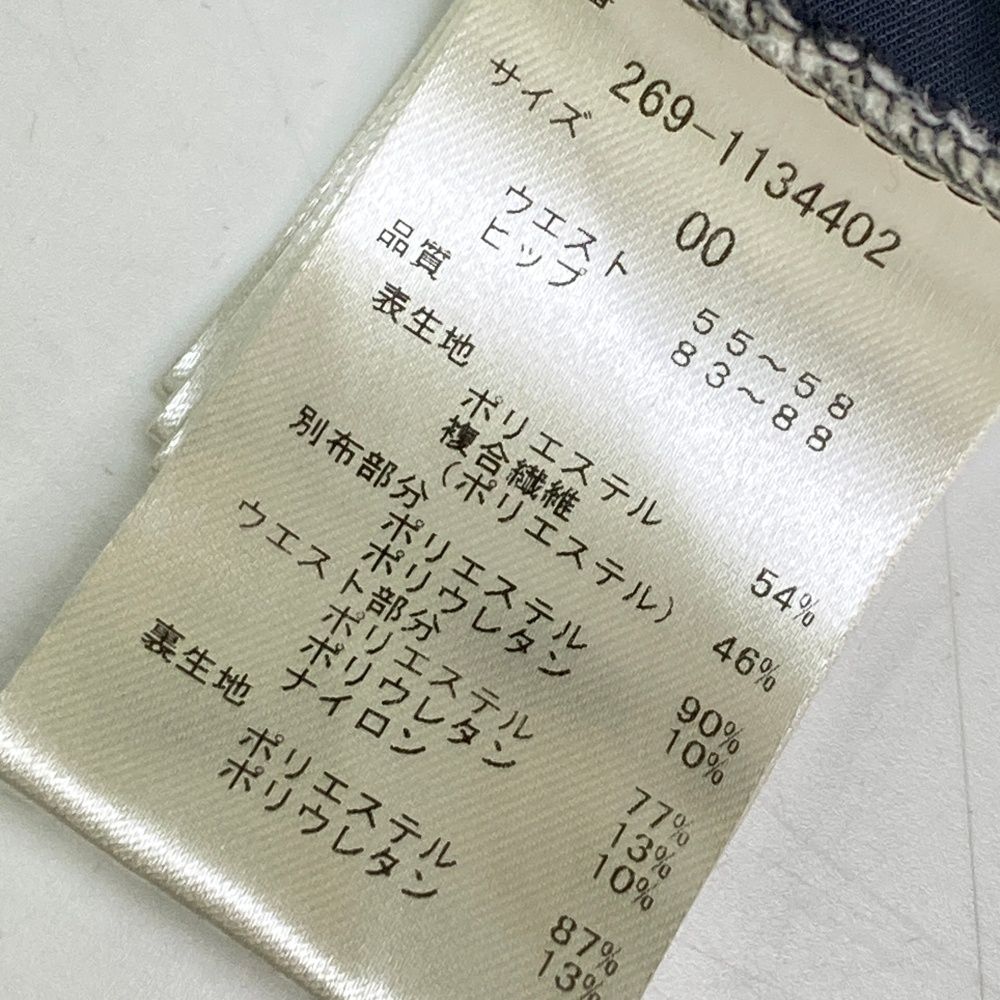 269-1134402
サイズ 00
ウエスト 55～58
ヒップ 83～88
品質
表生地
ポリエステル 54%
複合繊維
(ポリエステル) 46%
別布部分
ポリエステル 90%
ポリウレタン 10%
ウエスト部分
ポリエステル 77%
ポリウレタン 13%
ナイロン 10%
裏生地
ポリエステル 87%
ポリウレタン 13%